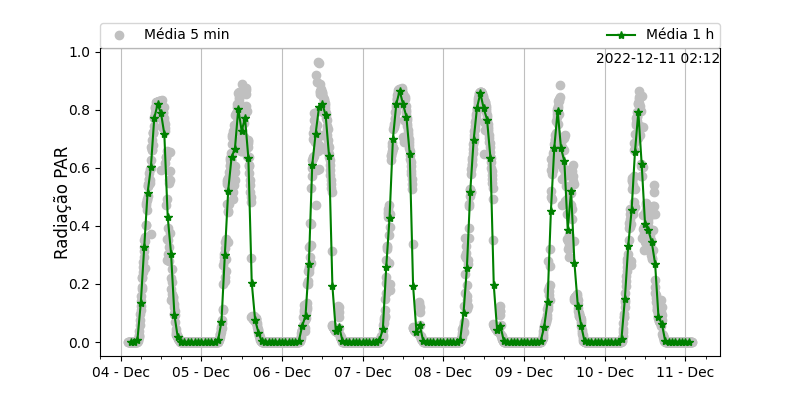 Média 5 min
Média 1 h
2022-12-11 02:12
Radiação PAR
1.0
0.8
0.6
0.4
0.2
0.0
04 - Dec
05 - Dec
06 - Dec
07 - Dec
08 - Dec
09 - Dec
10 - Dec
11 - Dec